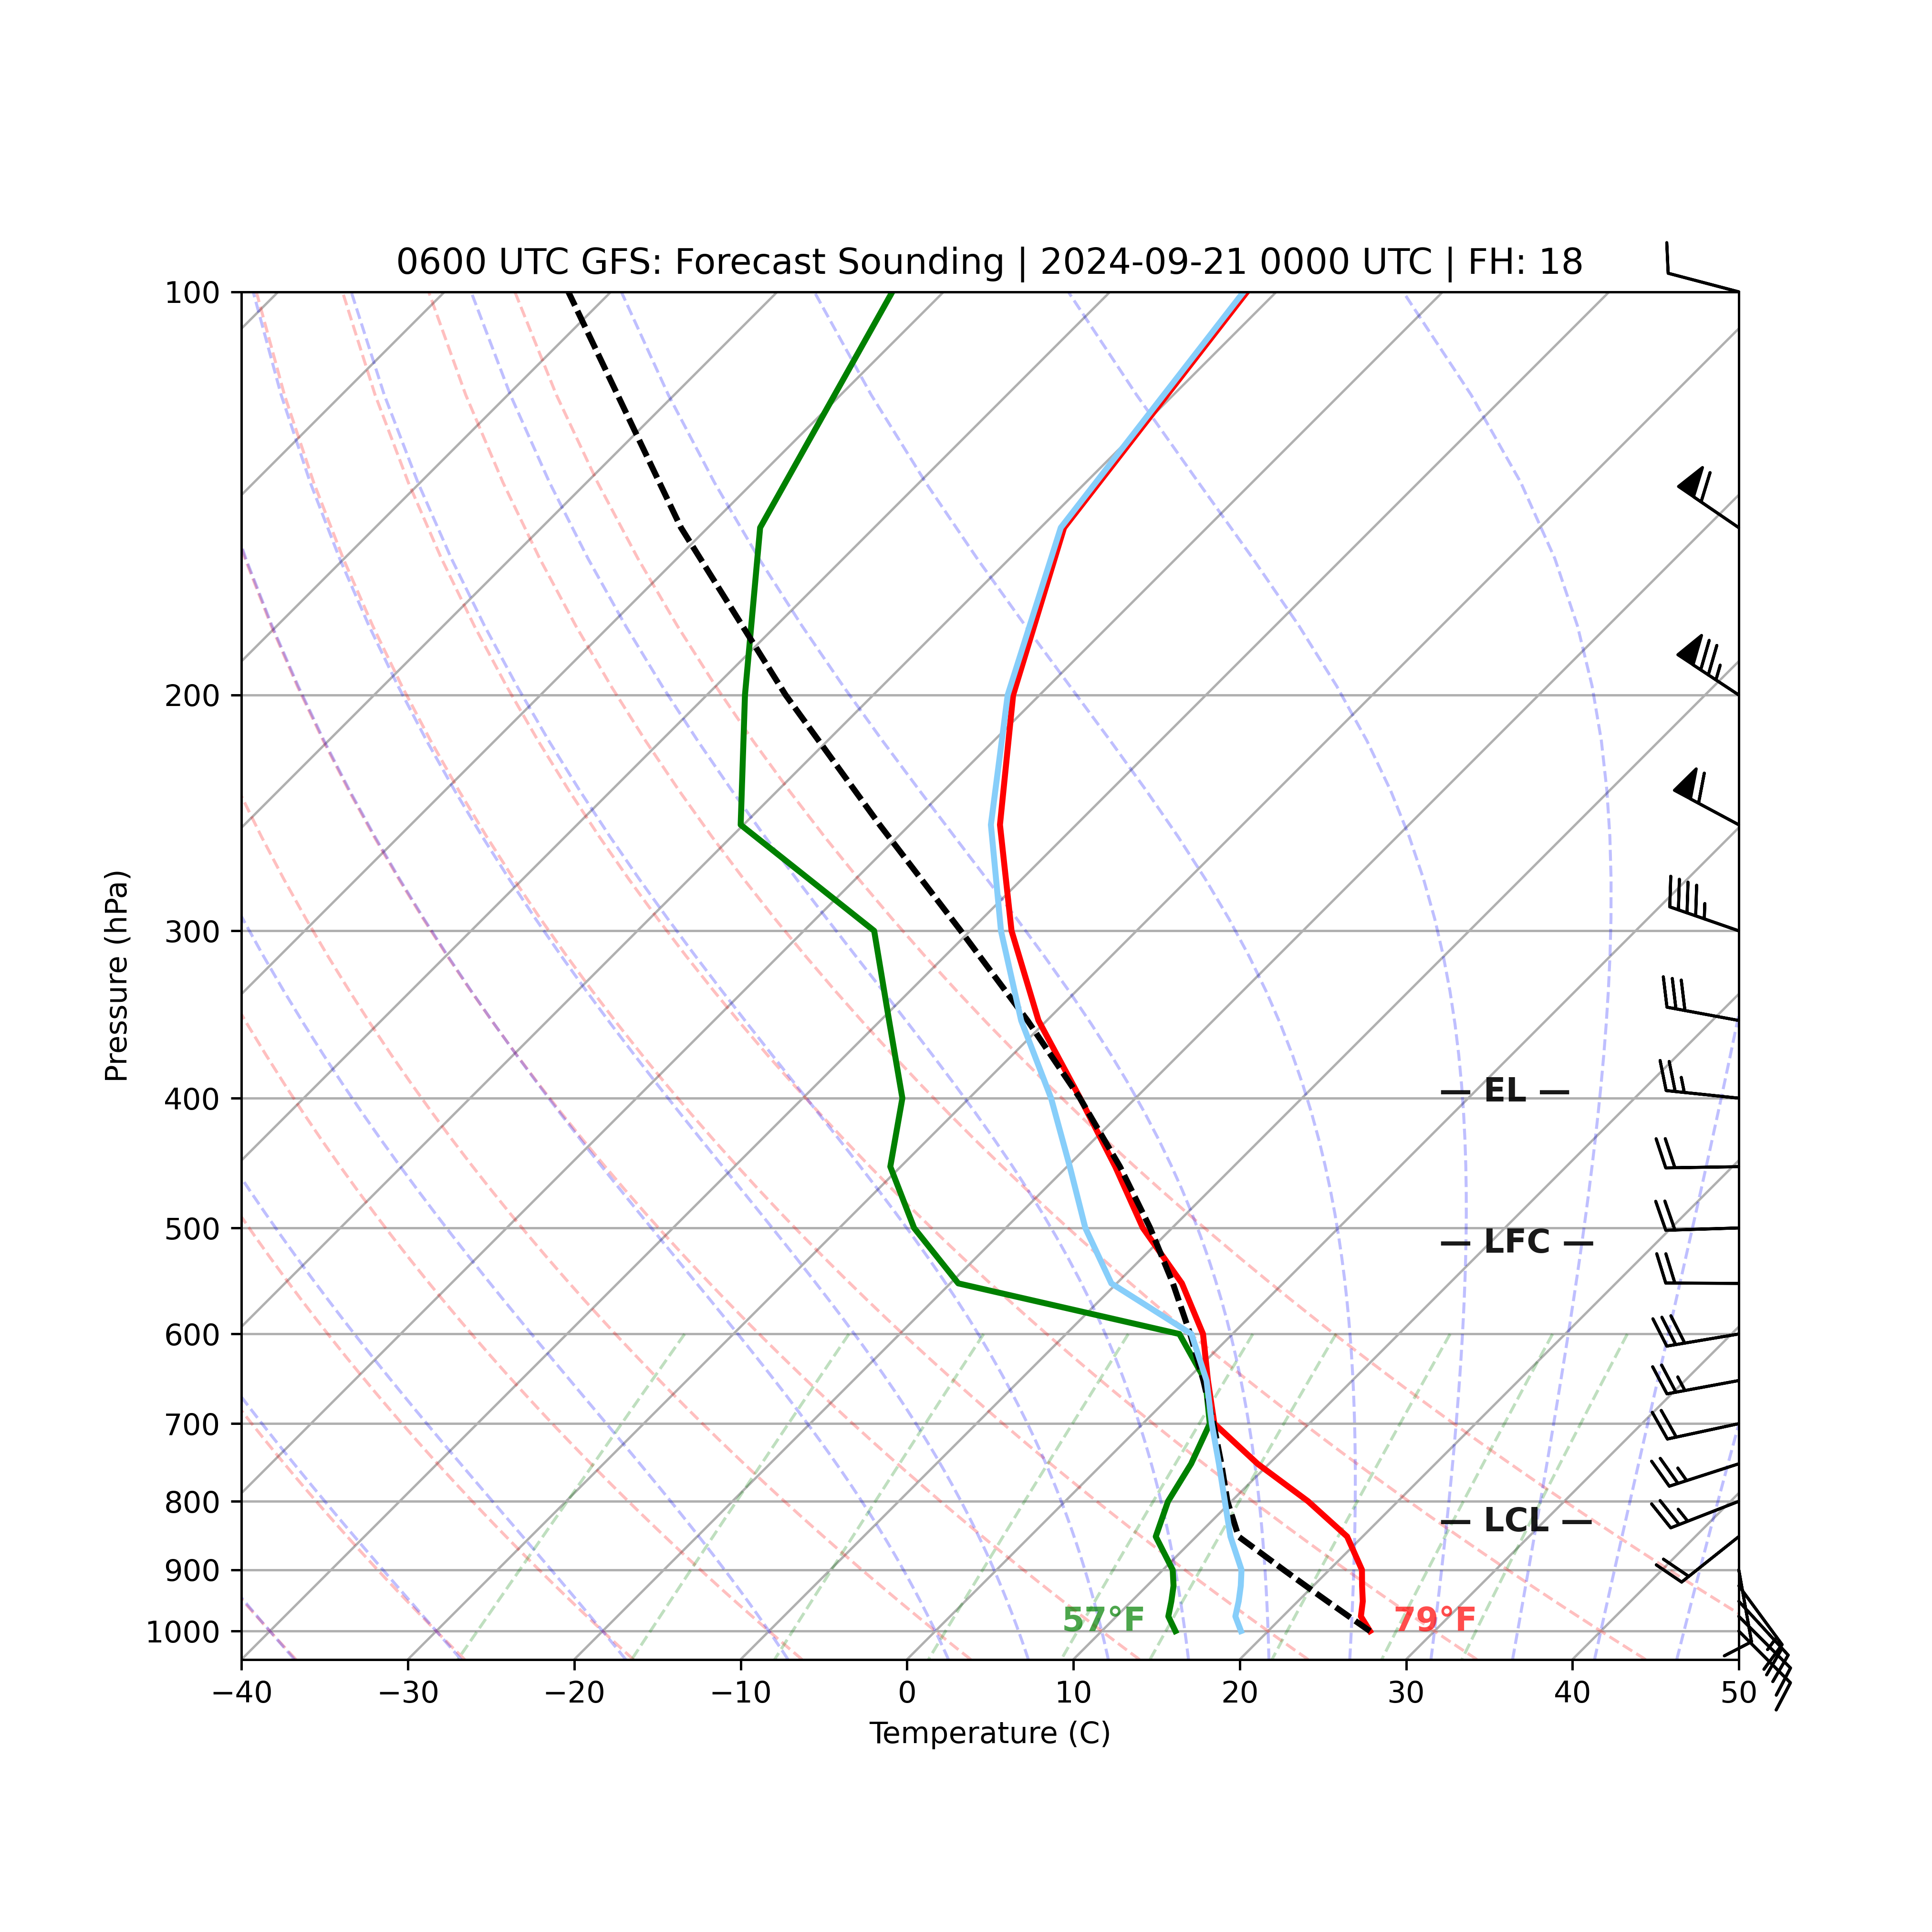 0600 UTC GFS: Forecast Sounding | 2024-09-21 0000 UTC | FH: 18
100
200
300
400
500
600
700
800
900
1000
Pressure (hPa)
— EL —
— LFC —
— LCL —
57°F
79°F
−40 −30 −20 −10 0 10 20 30 40 50
Temperature (C)